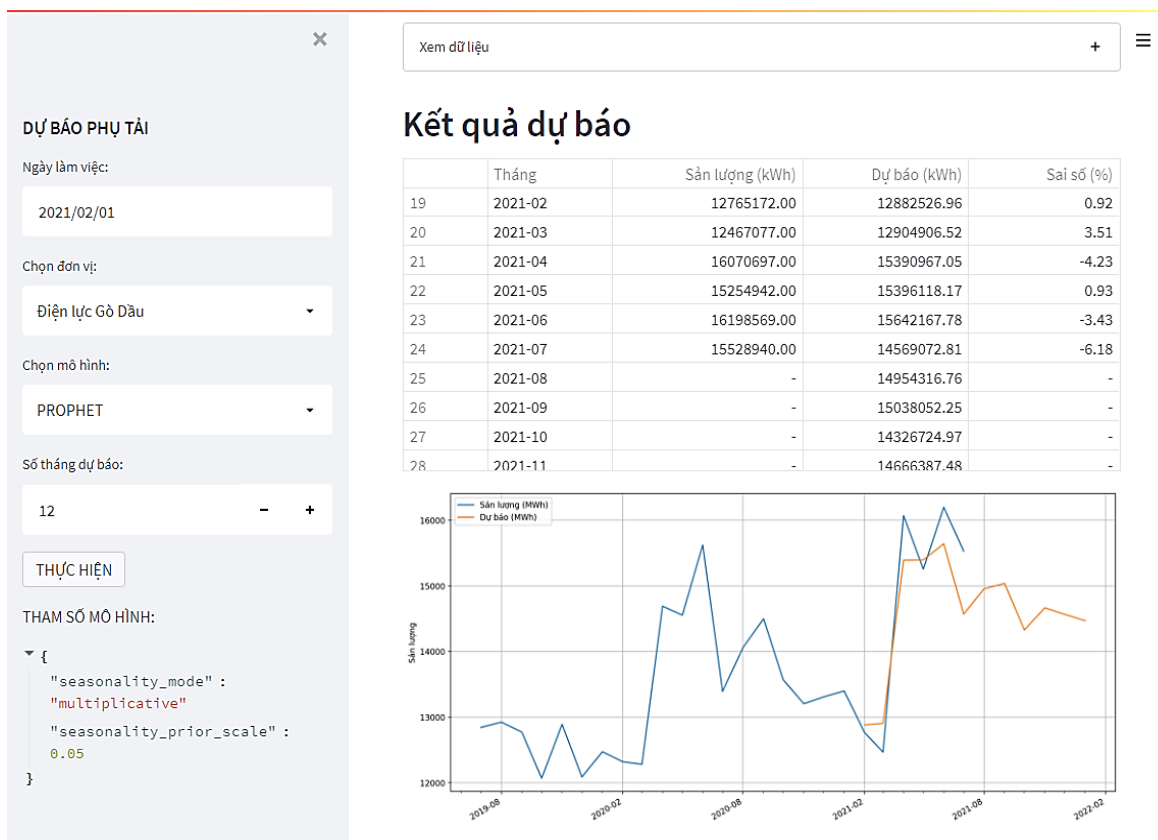 Xem dữ liệu
+
DỰ BÁO PHỤ TẢI
Ngày làm việc:
2021/02/01
Chọn đơn vị:
Điện lực Gò Dầu
Chọn mô hình:
PROPHET
Số tháng dự báo:
12 − +
THỰC HIỆN
THAM SỐ MÔ HÌNH:
{
"seasonality_mode" :
"multiplicative"
"seasonality_prior_scale" :
0.05
}
Kết quả dự báo
Tháng Sản lượng (kWh) Dự báo (kWh) Sai số (%)
19 2021-02 12765172.00 12882526.96 0.92
20 2021-03 12467077.00 12904906.52 3.51
21 2021-04 16070697.00 15390967.05 -4.23
22 2021-05 15254942.00 15396118.17 0.93
23 2021-06 16198569.00 15642167.78 -3.43
24 2021-07 15528940.00 14569072.81 -6.18
25 2021-08 - 14954316.76 -
26 2021-09 - 15038052.25 -
27 2021-10 - 14326724.97 -
28 2021-11 - 14666387.48 -
Sản lượng (MWh)
Dự báo (MWh)
Sản lượng
16000
15000
14000
13000
12000
2019-08 2020-02 2020-08 2021-02 2021-08 2022-02